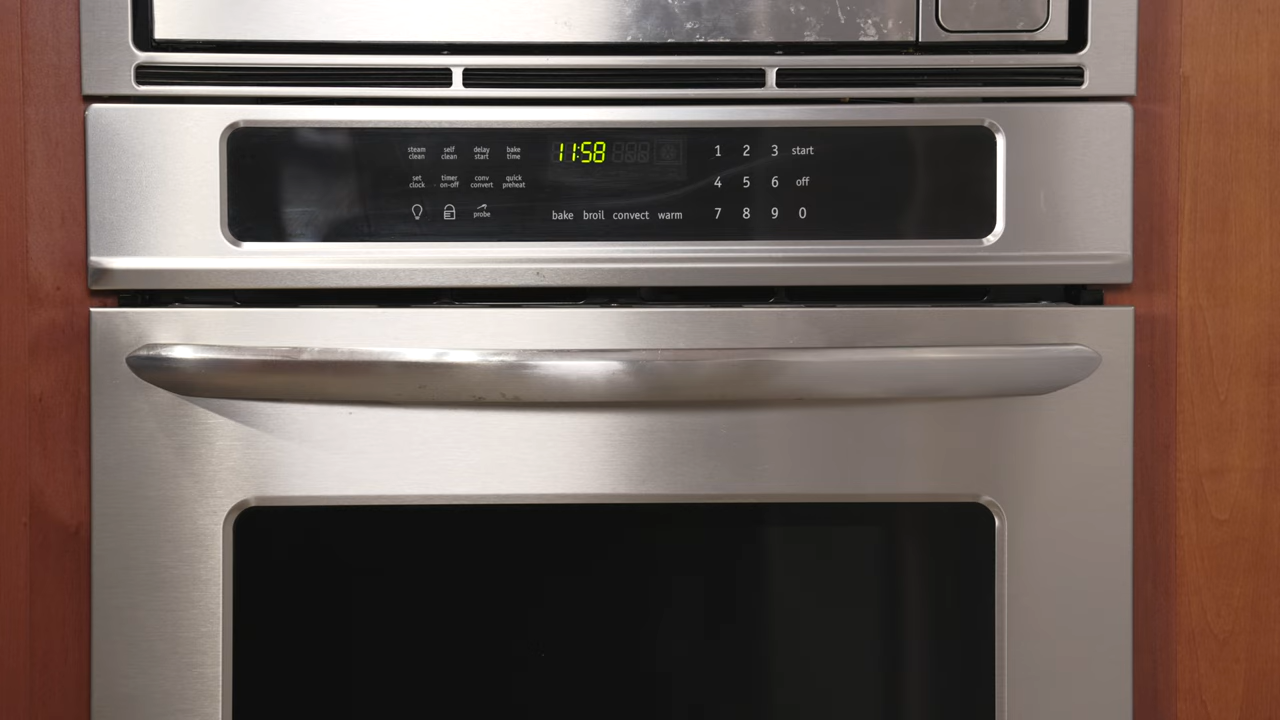 steam clean self clean delay start bake time
11:58
1 2 3 start
set clock timer on-off conv convert quick preheat
4 5 6 off
probe
bake broil convect warm
7 8 9 0